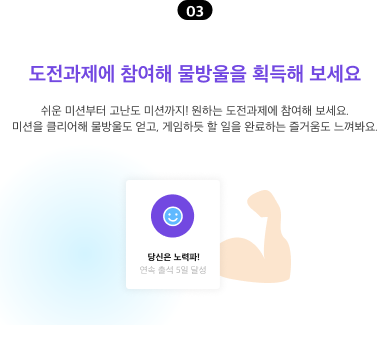 03
도전과제에 참여해 물방울을 획득해 보세요
쉬운 미션부터 고난도 미션까지! 원하는 도전과제에 참여해 보세요.
미션을 클리어해 물방울도 얻고, 게임하듯 할 일을 완료하는 즐거움도 느껴봐요.
당신은 노력파!
연속 출석 5일 달성